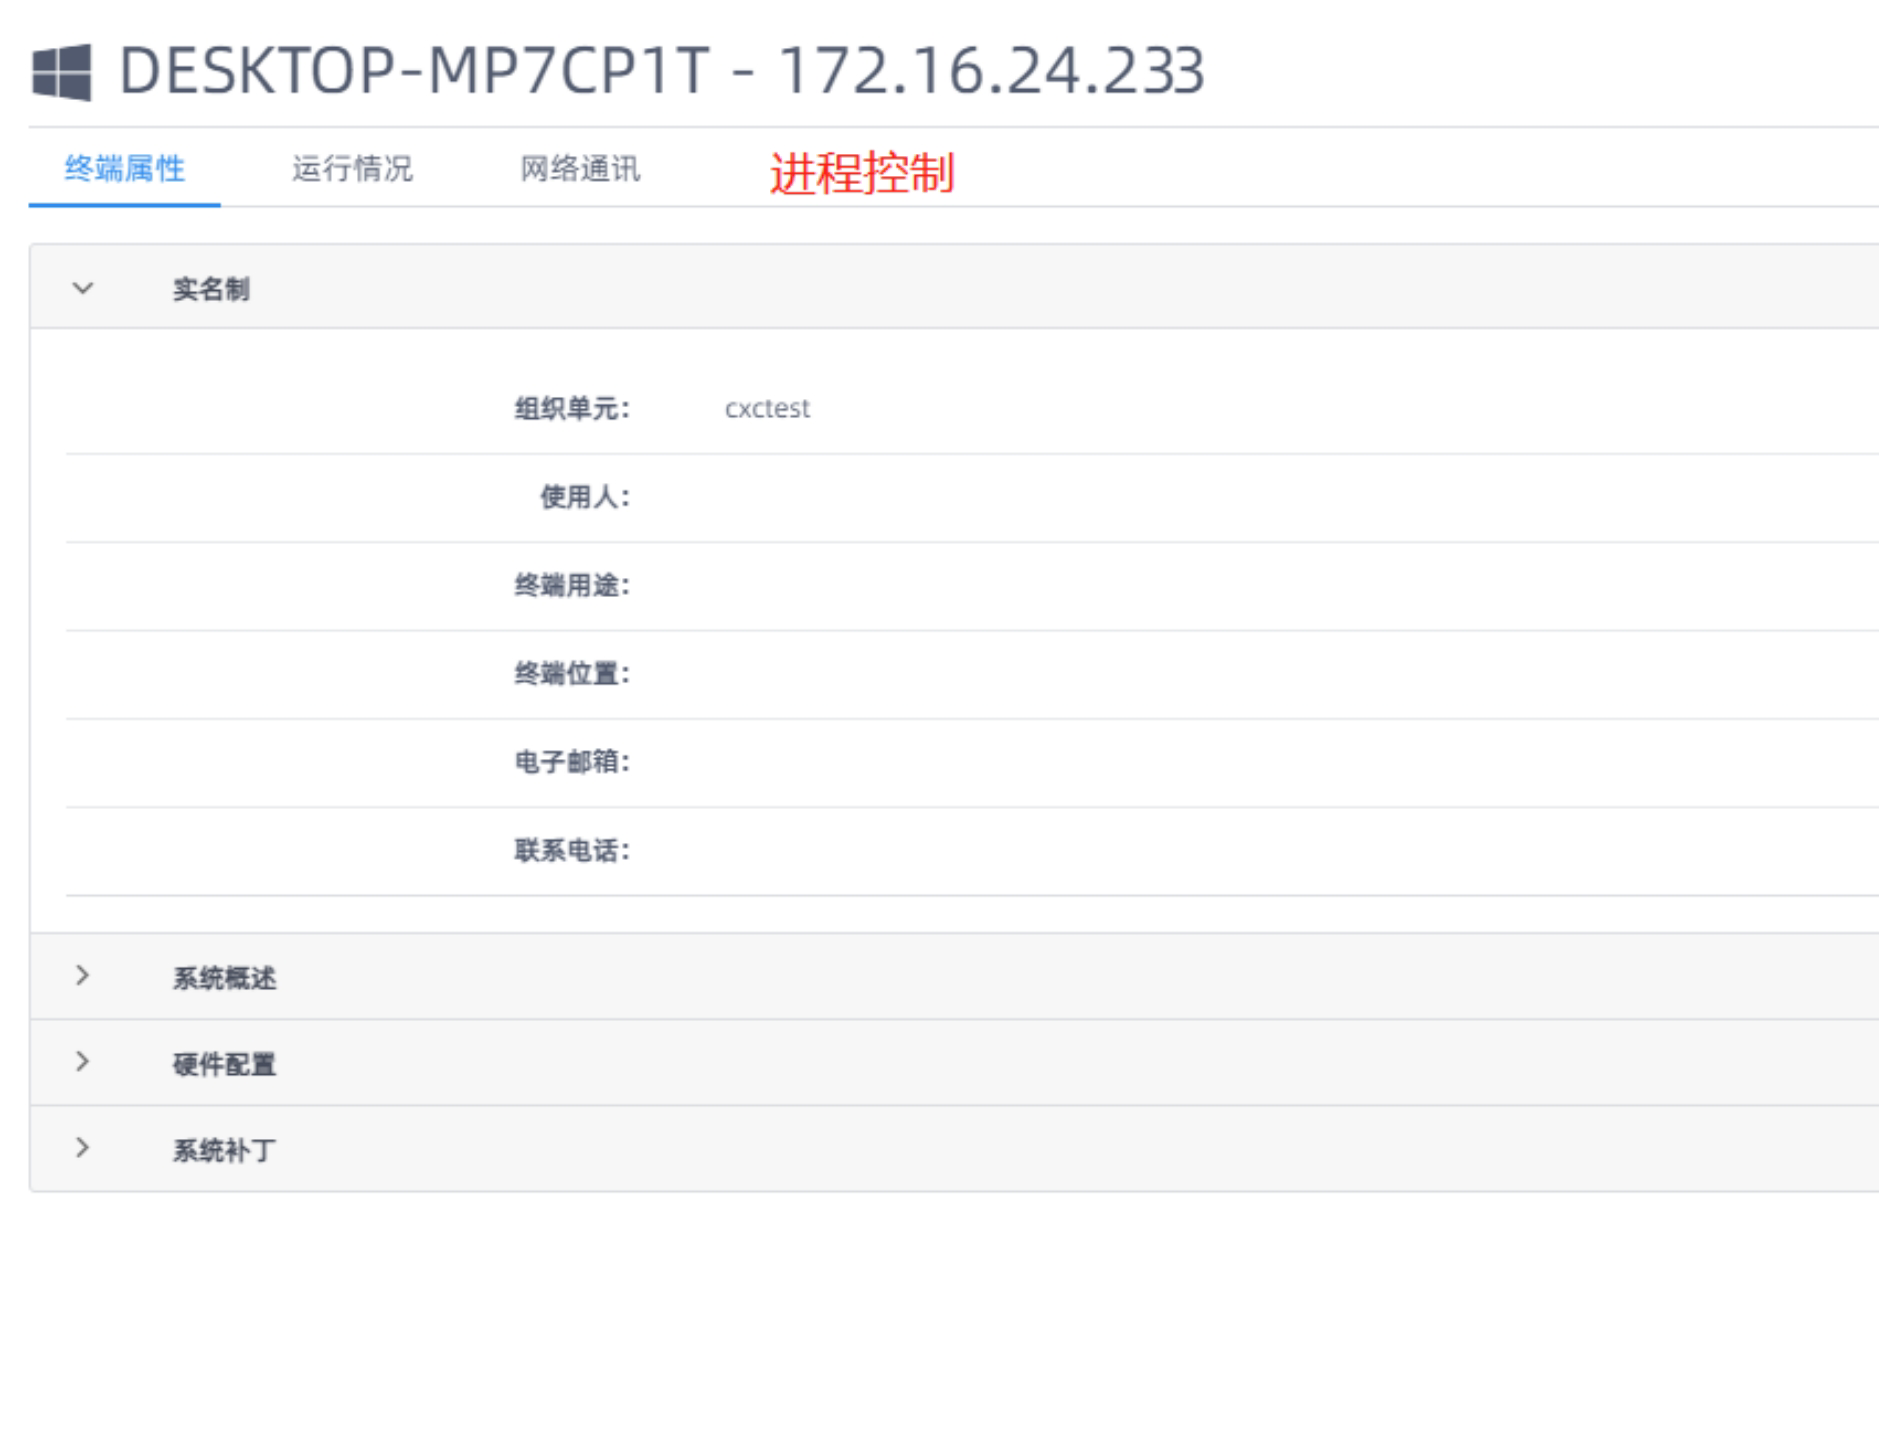 DESKTOP-MP7CP1T - 172.16.24.233
终端属性 运行情况 网络通讯 进程控制
实名制
组织单元: cxctest
使用人:
终端用途:
终端位置:
电子邮箱:
联系电话:
系统概述
硬件配置
系统补丁